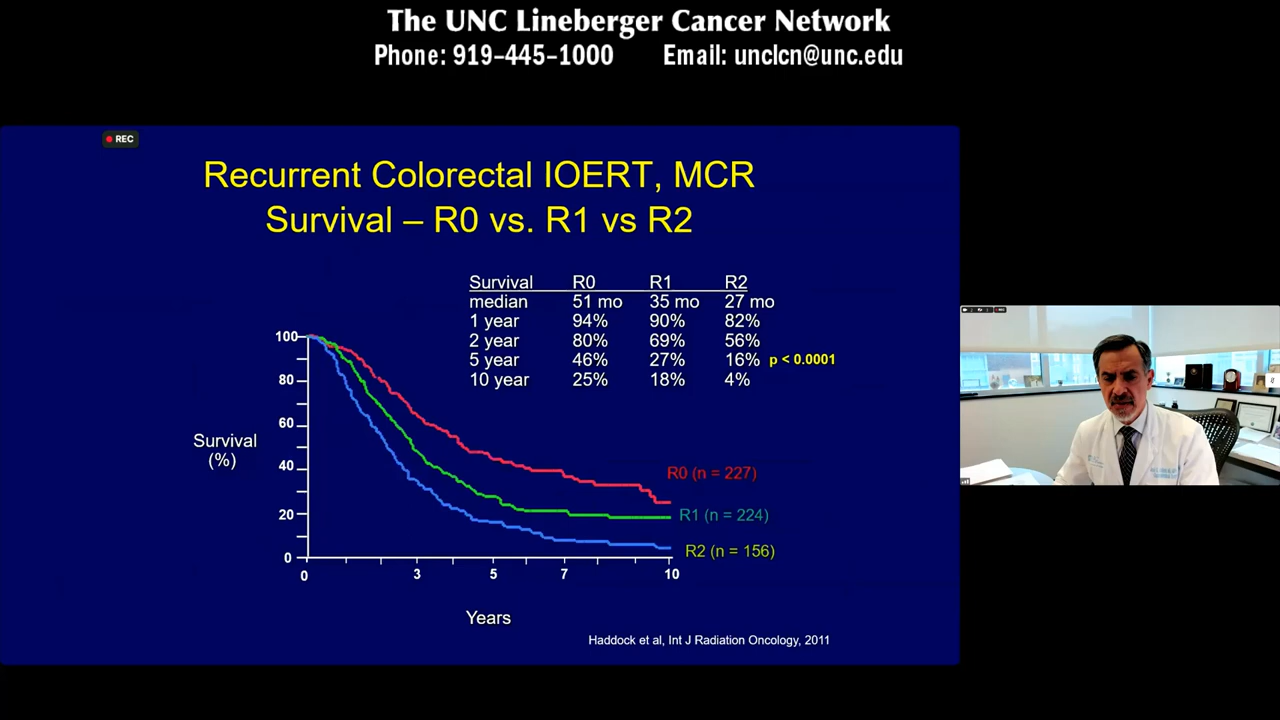 The UNC Lineberger Cancer Network
Phone: 919-445-1000 Email: unclcn@unc.edu
REC
Recurrent Colorectal IOERT, MCR
Survival – R0 vs. R1 vs R2
Survival R0 R1 R2
median 51 mo 35 mo 27 mo
1 year 94% 90% 82%
2 year 80% 69% 56%
5 year 46% 27% 16% p < 0.0001
10 year 25% 18% 4%
100
80
60
40
20
0
Survival
(%)
R0 (n = 227)
R1 (n = 224)
R2 (n = 156)
0 3 5 7 10
Years
Haddock et al, Int J Radiation Oncology, 2011